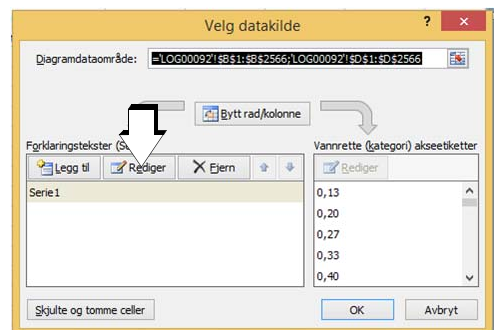 Velg datakilde
?
Diagramdataområde:
='LOG00092'!$B$1:$B$2566;'LOG00092'!$D$1:$D$2566
Bytt rad/kolonne
Forklaringstekster (Se
Vannrette (kategori) akseetiketter
Legg til
Rediger
Fjern
Rediger
Serie1
0,13
0,20
0,27
0,33
0,40
Skjulte og tomme celler
OK
Avbryt